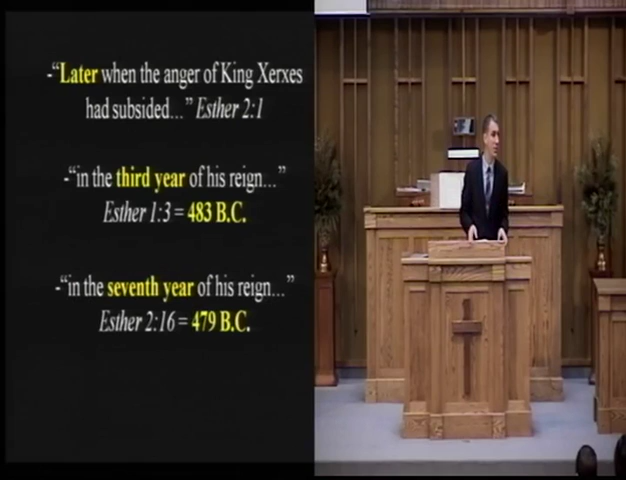 -“Later when the anger of King Xerxes
had subsided...” Esther 2:1
-“in the third year of his reign...”
Esther 1:3 = 483 B.C.
-“in the seventh year of his reign...”
Esther 2:16 = 479 B.C.